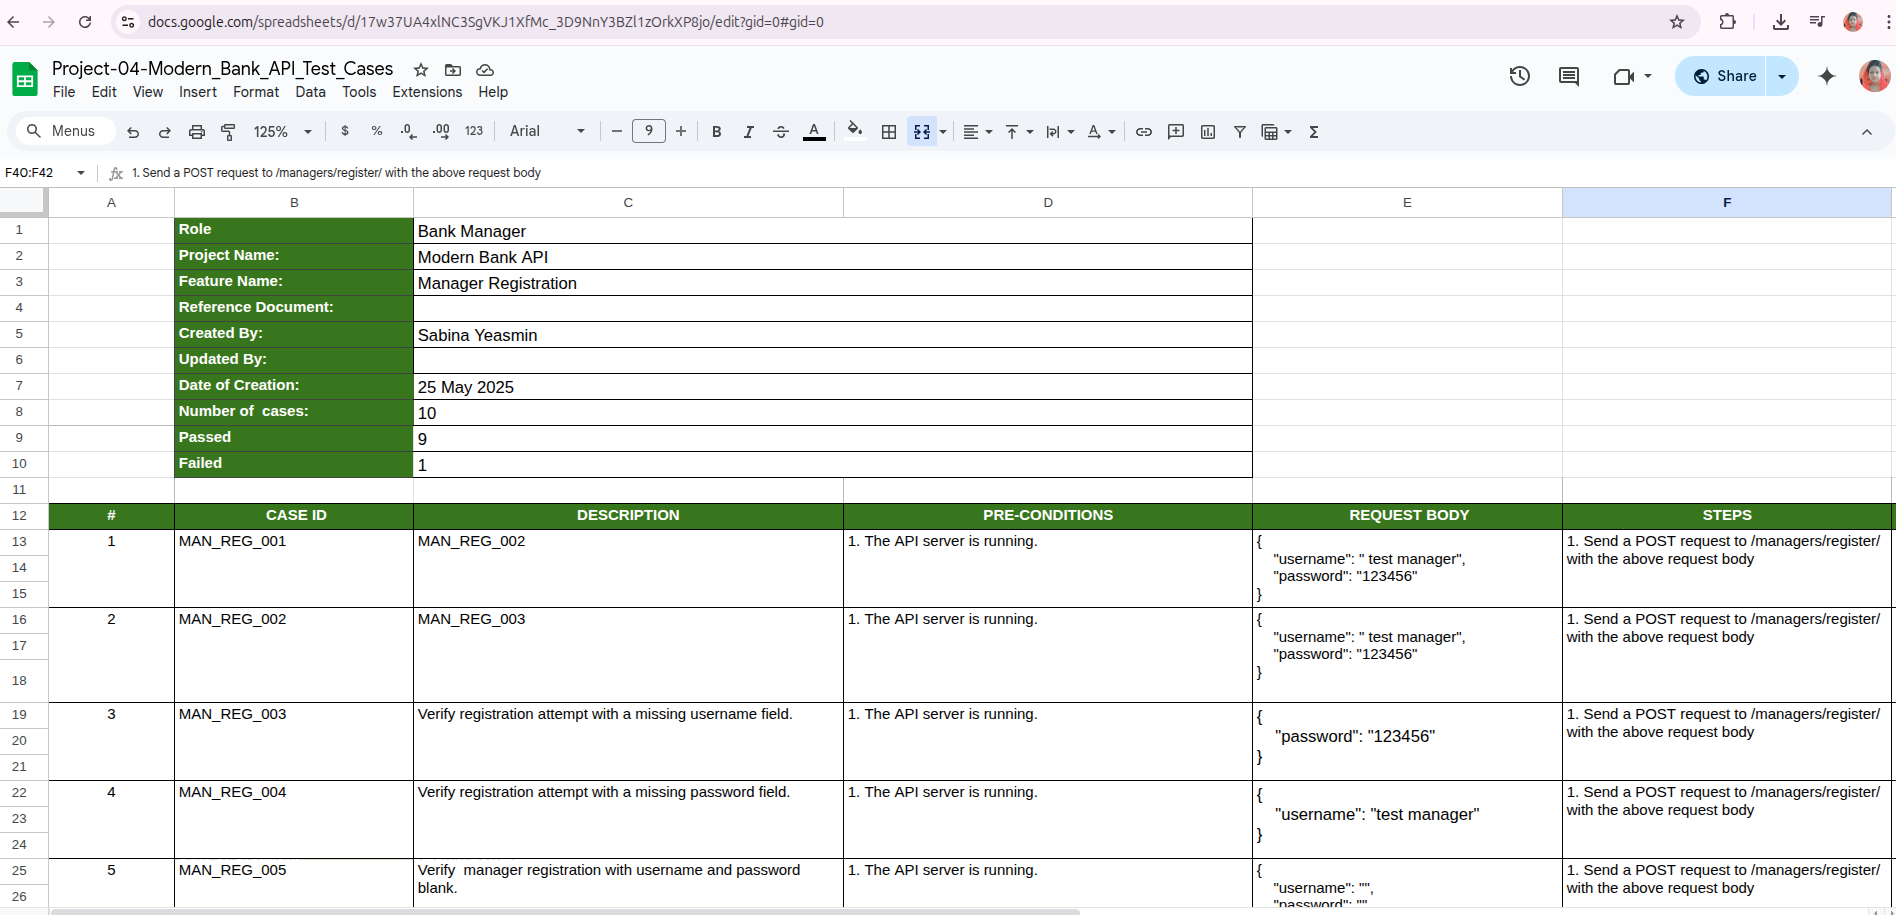 docs.google.com/spreadsheets/d/17w37UA4xlNC3SgVKJ1XfMc_3D9NnY3BZl1zOrkXP8jo/edit?gid=0#gid=0
Project-04-Modern_Bank_API_Test_Cases
File Edit View Insert Format Data Tools Extensions Help
Share
Menus 125% $ % .0 .00 123 Arial 9 B I S A
F40:F42 fx 1. Send a POST request to /managers/register/ with the above request body
A B C D E F
1 Role Bank Manager
2 Project Name: Modern Bank API
3 Feature Name: Manager Registration
4 Reference Document:
5 Created By: Sabina Yeasmin
6 Updated By:
7 Date of Creation: 25 May 2025
8 Number of  cases: 10
9 Passed 9
10 Failed 1
11
12 # CASE ID DESCRIPTION PRE-CONDITIONS REQUEST BODY STEPS
13 1 MAN_REG_001 MAN_REG_002 1. The API server is running. { 1. Send a POST request to /managers/register/
14 "username": " test manager", with the above request body
"password": "123456"
15 }
16 2 MAN_REG_002 MAN_REG_003 1. The API server is running. { 1. Send a POST request to /managers/register/
17 "username": " test manager", with the above request body
"password": "123456"
18 }
19 3 MAN_REG_003 Verify registration attempt with a missing username field. 1. The API server is running. { 1. Send a POST request to /managers/register/
20 "password": "123456" with the above request body
21 }
22 4 MAN_REG_004 Verify registration attempt with a missing password field. 1. The API server is running. { 1. Send a POST request to /managers/register/
23 "username": "test manager" with the above request body
24 }
25 5 MAN_REG_005 Verify  manager registration with username and password 1. The API server is running. { 1. Send a POST request to /managers/register/
26 blank. "username": "", with the above request body
"password": ""